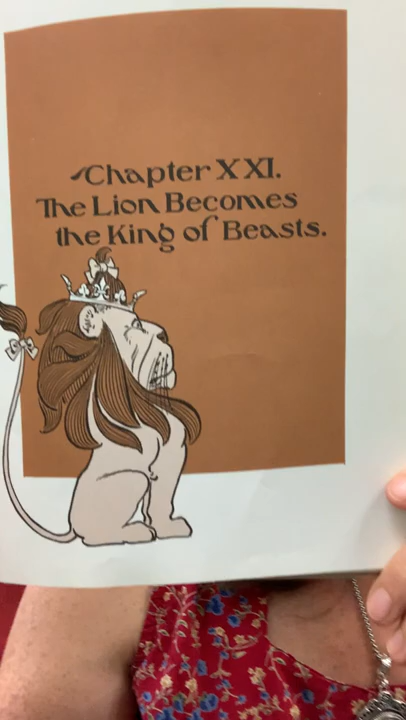 Chapter XXI.
The Lion Becomes
the King of Beasts.